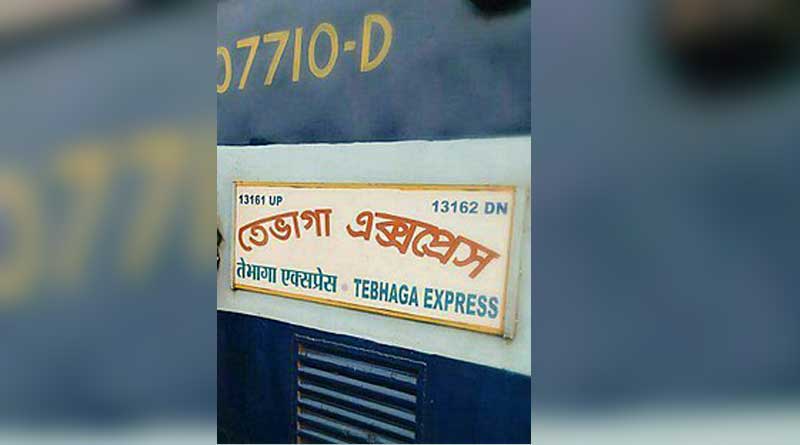 07710-D
13161 UP 13162 DN
তেভাগা এক্সপ্রেস
तेभागा एक्सप्रेस • TEBHAGA EXPRESS